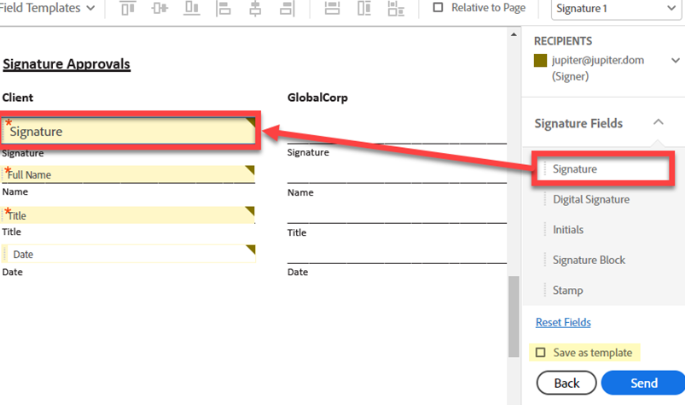 Field Templates
Relative to Page
Signature 1
Signature Approvals
Client
GlobalCorp
* Signature
Signature
Signature
* Full Name
Name
Name
* Title
Title
Title
Date
Date
Date
RECIPIENTS
jupiter@jupiter.dom
(Signer)
Signature Fields
Signature
Digital Signature
Initials
Signature Block
Stamp
Reset Fields
Save as template
Back
Send